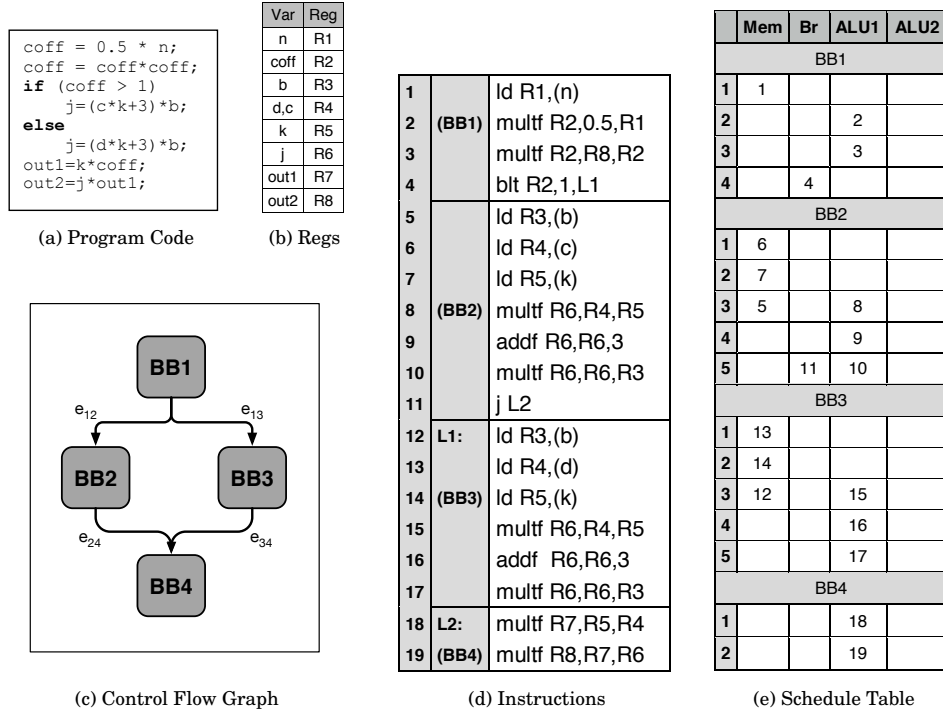 coff = 0.5 * n;
coff = coff*coff;
if (coff > 1)
j=(c*k+3)*b;
else
j=(d*k+3)*b;
out1=k*coff;
out2=j*out1;
(a) Program Code
Var Reg
n R1
coff R2
b R3
d,c R4
k R5
j R6
out1 R7
out2 R8
(b) Regs
BB1
e12 e13
BB2 BB3
e24 e34
BB4
(c) Control Flow Graph
1 ld R1,(n)
2 (BB1) multf R2,0.5,R1
3 multf R2,R8,R2
4 blt R2,1,L1
5 ld R3,(b)
6 ld R4,(c)
7 ld R5,(k)
8 (BB2) multf R6,R4,R5
9 addf R6,R6,3
10 multf R6,R6,R3
11 j L2
12 L1: ld R3,(b)
13 ld R4,(d)
14 (BB3) ld R5,(k)
15 multf R6,R4,R5
16 addf R6,R6,3
17 multf R6,R6,R3
18 L2: multf R7,R5,R4
19 (BB4) multf R8,R7,R6
(d) Instructions
Mem Br ALU1 ALU2
BB1
1 1
2 2
3 3
4 4
BB2
1 6
2 7
3 5 8
4 9
5 11 10
BB3
1 13
2 14
3 12 15
4 16
5 17
BB4
1 18
2 19
(e) Schedule Table